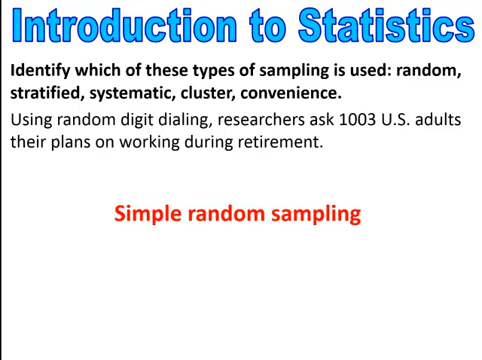 Introduction to Statistics
Identify which of these types of sampling is used: random,
stratified, systematic, cluster, convenience.
Using random digit dialing, researchers ask 1003 U.S. adults
their plans on working during retirement.
Simple random sampling